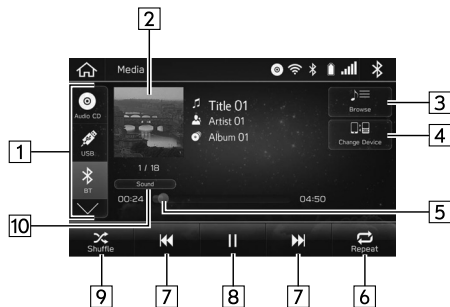 2
Media
Audio CD
USB
BT
Title 01
Artist 01
Album 01
Browse
3
Change Device
4
1
1 / 18
Sound
00:24
04:50
5
10
Shuffle
Repeat
9
7
8
7
6